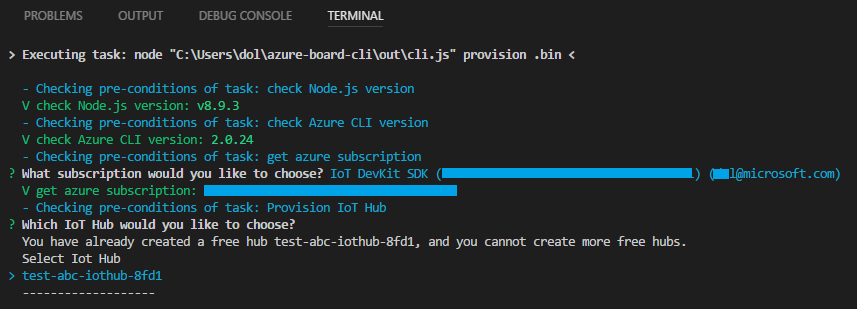 PROBLEMS OUTPUT DEBUG CONSOLE TERMINAL
> Executing task: node "C:\Users\dol\azure-board-cli\out\cli.js" provision .bin <
- Checking pre-conditions of task: check Node.js version
V check Node.js version: v8.9.3
- Checking pre-conditions of task: check Azure CLI version
V check Azure CLI version: 2.0.24
- Checking pre-conditions of task: get azure subscription
? What subscription would you like to choose? IoT DevKit SDK ( ) ( l@microsoft.com)
V get azure subscription:
- Checking pre-conditions of task: Provision IoT Hub
? Which IoT Hub would you like to choose?
You have already created a free hub test-abc-iothub-8fd1, and you cannot create more free hubs.
Select Iot Hub
> test-abc-iothub-8fd1
-------------------